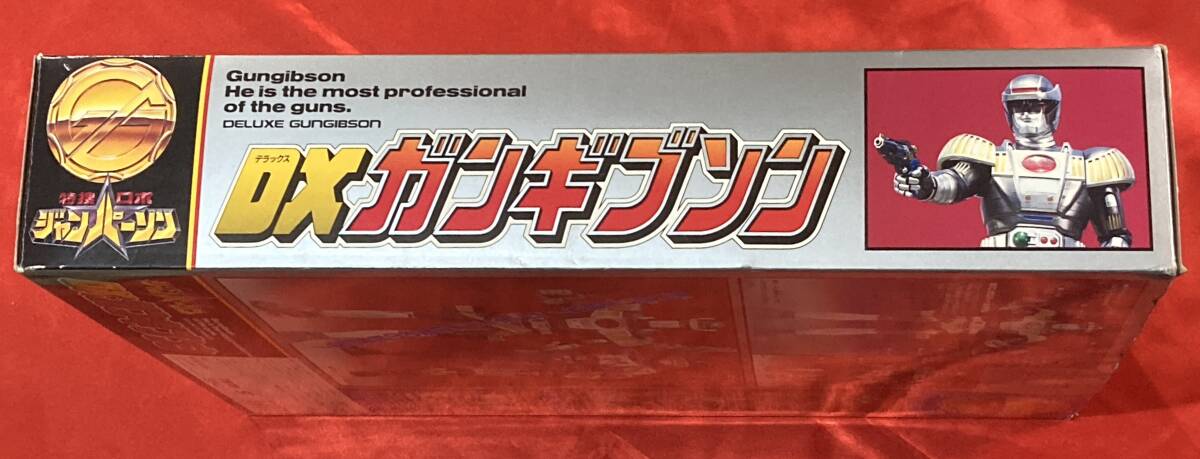 Gungibson
He is the most professional
of the guns.
DELUXE GUNGIBSON
デラックス
DXガンギブソン
特捜ロボ
ジャンパーソン